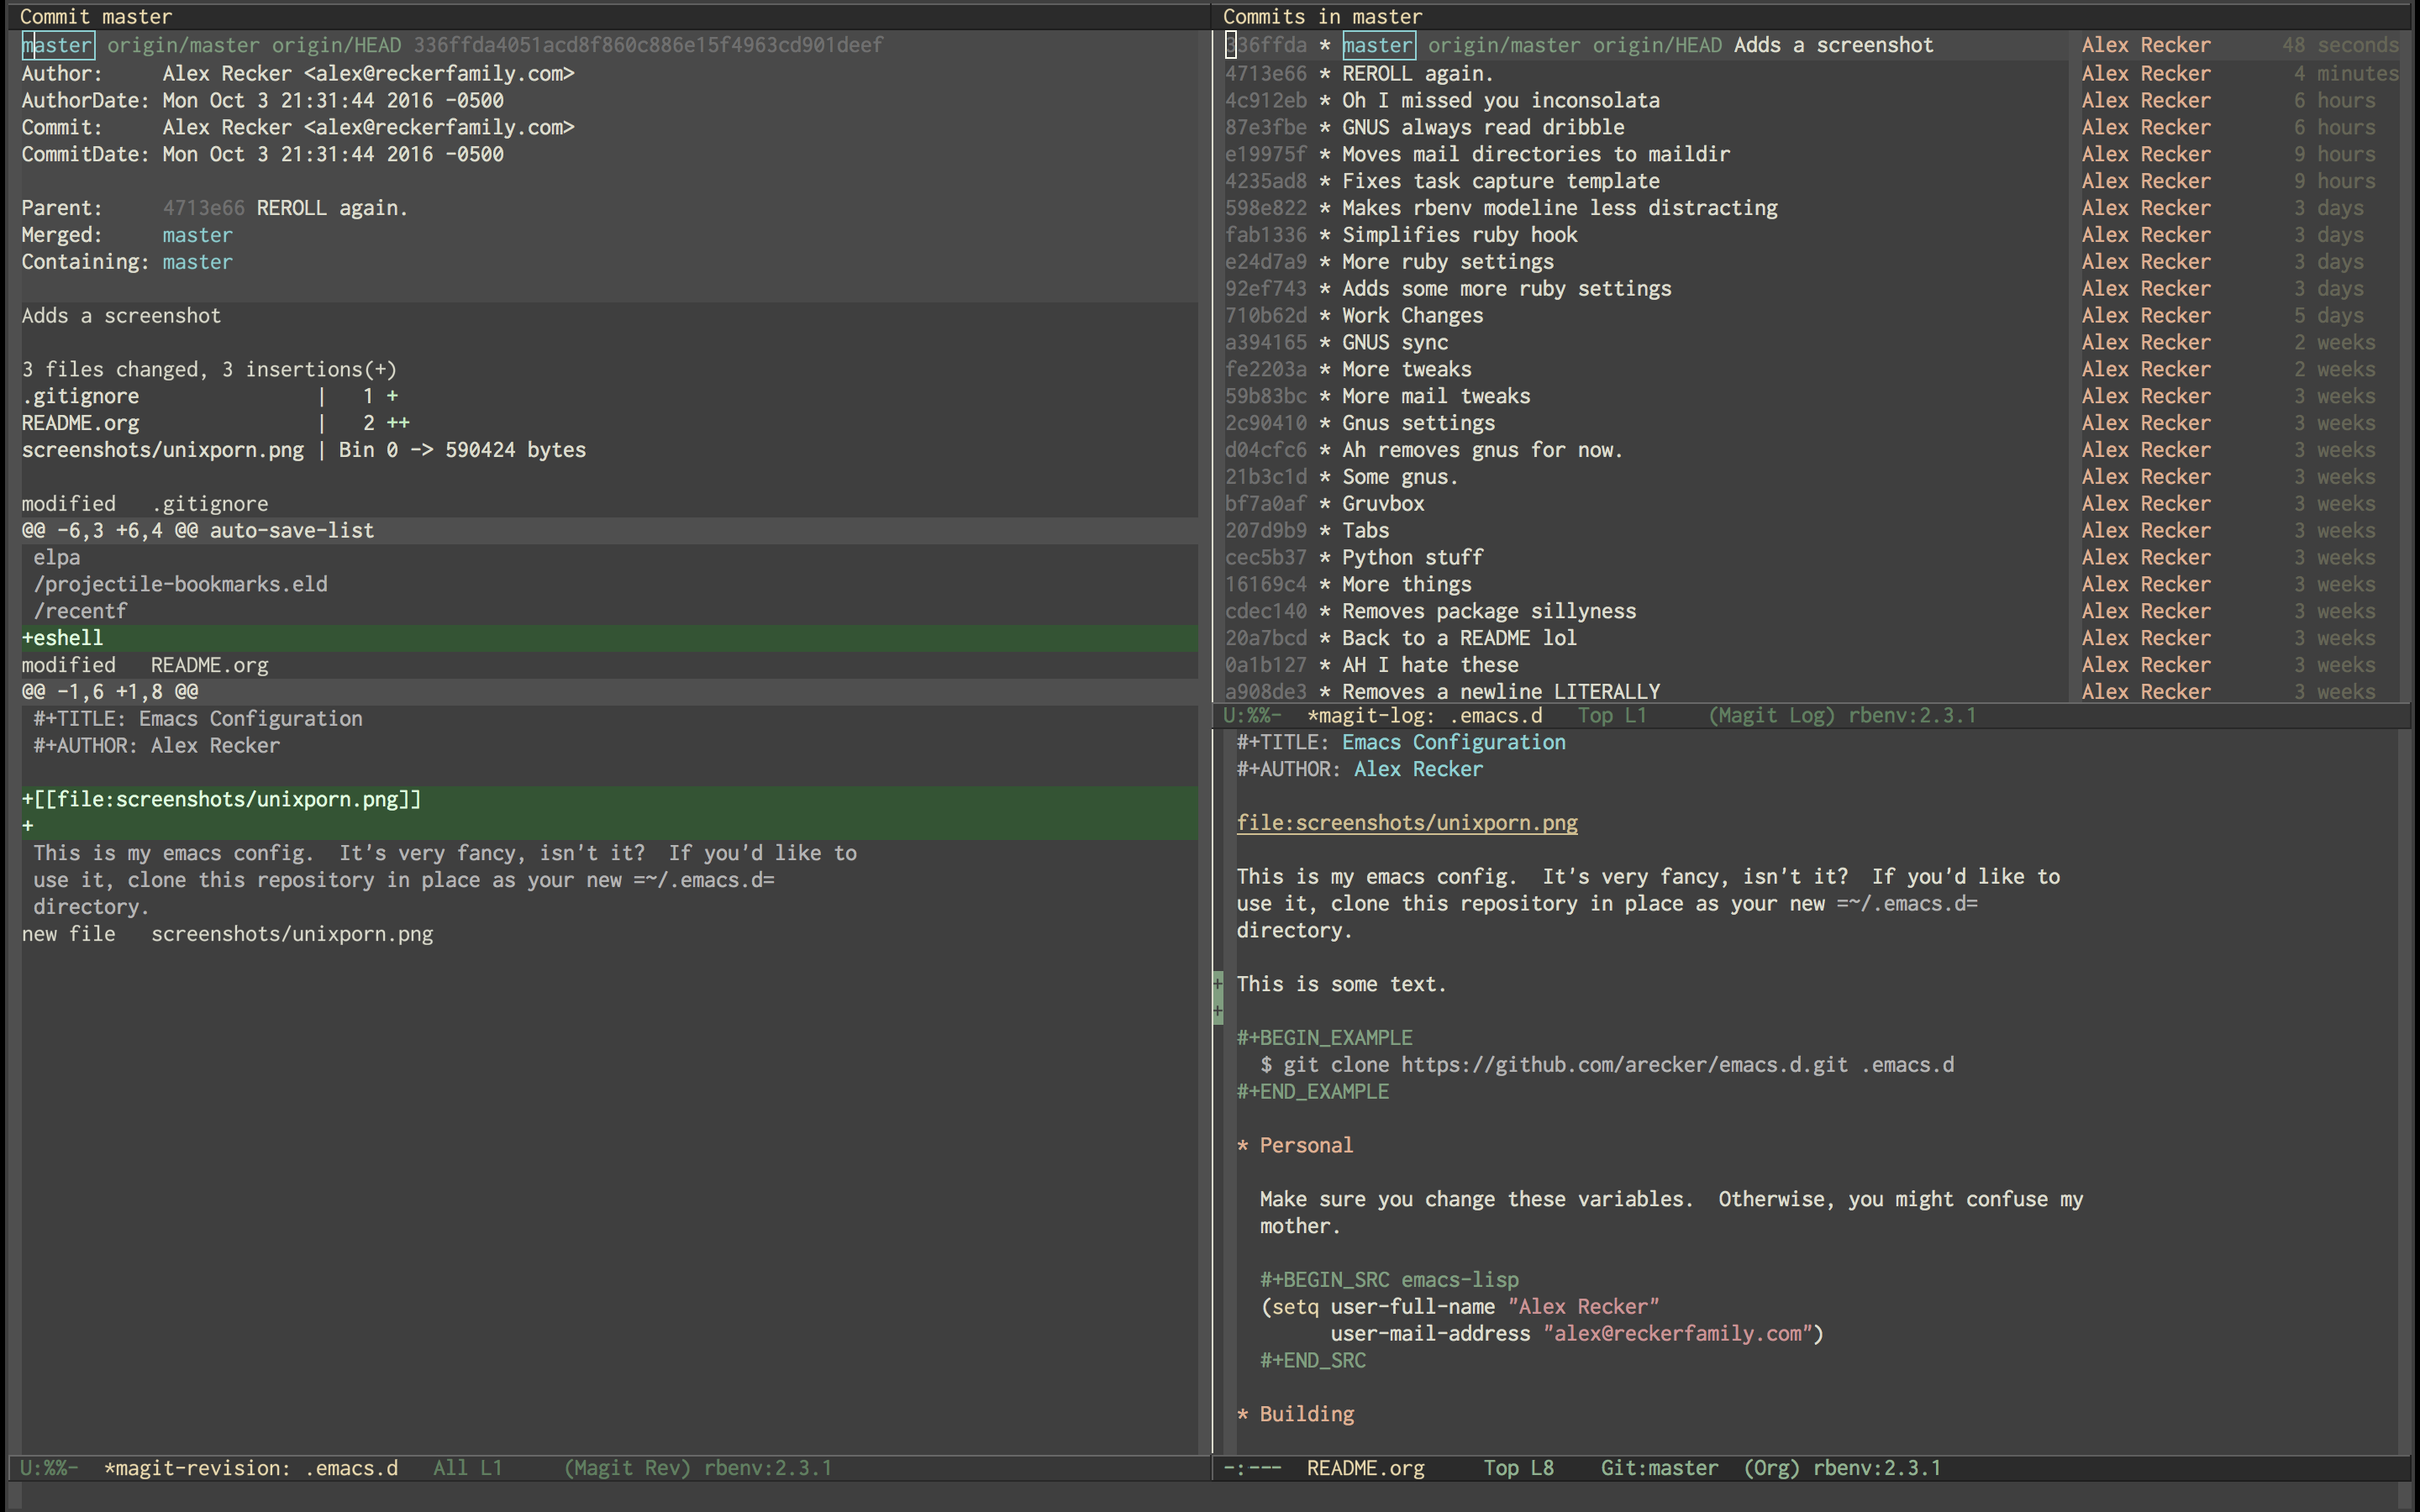 Commit master
master origin/master origin/HEAD 336ffda4051acd8f860c886e15f4963cd901deef
Author:     Alex Recker <alex@reckerfamily.com>
AuthorDate: Mon Oct 3 21:31:44 2016 -0500
Commit:     Alex Recker <alex@reckerfamily.com>
CommitDate: Mon Oct 3 21:31:44 2016 -0500
Parent:     4713e66 REROLL again.
Merged:     master
Containing: master
Adds a screenshot
3 files changed, 3 insertions(+)
.gitignore               |   1 +
README.org               |   2 ++
screenshots/unixporn.png | Bin 0 -> 590424 bytes
modified   .gitignore
@@ -6,3 +6,4 @@ auto-save-list
 elpa
 /projectile-bookmarks.eld
 /recentf
+eshell
modified   README.org
@@ -1,6 +1,8 @@
 #+TITLE: Emacs Configuration
 #+AUTHOR: Alex Recker
+[[file:screenshots/unixporn.png]]
+
 This is my emacs config.  It's very fancy, isn't it?  If you'd like to
 use it, clone this repository in place as your new =~/.emacs.d=
 directory.
new file   screenshots/unixporn.png
U:%%-  *magit-revision: .emacs.d   All L1     (Magit Rev) rbenv:2.3.1
Commits in master
336ffda * master origin/master origin/HEAD Adds a screenshot Alex Recker 48 seconds
4713e66 * REROLL again. Alex Recker 4 minutes
4c912eb * Oh I missed you inconsolata Alex Recker 6 hours
87e3fbe * GNUS always read dribble Alex Recker 6 hours
e19975f * Moves mail directories to maildir Alex Recker 9 hours
4235ad8 * Fixes task capture template Alex Recker 9 hours
598e822 * Makes rbenv modeline less distracting Alex Recker 3 days
fab1336 * Simplifies ruby hook Alex Recker 3 days
e24d7a9 * More ruby settings Alex Recker 3 days
92ef743 * Adds some more ruby settings Alex Recker 3 days
710b62d * Work Changes Alex Recker 5 days
a394165 * GNUS sync Alex Recker 2 weeks
fe2203a * More tweaks Alex Recker 2 weeks
59b83bc * More mail tweaks Alex Recker 3 weeks
2c90410 * Gnus settings Alex Recker 3 weeks
d04cfc6 * Ah removes gnus for now. Alex Recker 3 weeks
21b3c1d * Some gnus. Alex Recker 3 weeks
bf7a0af * Gruvbox Alex Recker 3 weeks
207d9b9 * Tabs Alex Recker 3 weeks
cec5b37 * Python stuff Alex Recker 3 weeks
16169c4 * More things Alex Recker 3 weeks
cdec140 * Removes package sillyness Alex Recker 3 weeks
20a7bcd * Back to a README lol Alex Recker 3 weeks
0a1b127 * AH I hate these Alex Recker 3 weeks
a908de3 * Removes a newline LITERALLY Alex Recker 3 weeks
U:%%-  *magit-log: .emacs.d   Top L1     (Magit Log) rbenv:2.3.1
#+TITLE: Emacs Configuration
#+AUTHOR: Alex Recker
file:screenshots/unixporn.png
This is my emacs config.  It's very fancy, isn't it?  If you'd like to
use it, clone this repository in place as your new =~/.emacs.d=
directory.
+ This is some text.
+
#+BEGIN_EXAMPLE
  $ git clone https://github.com/arecker/emacs.d.git .emacs.d
#+END_EXAMPLE
* Personal
  Make sure you change these variables.  Otherwise, you might confuse my
  mother.
  #+BEGIN_SRC emacs-lisp
  (setq user-full-name "Alex Recker"
        user-mail-address "alex@reckerfamily.com")
  #+END_SRC
* Building
-:---  README.org     Top L8    Git:master  (Org) rbenv:2.3.1